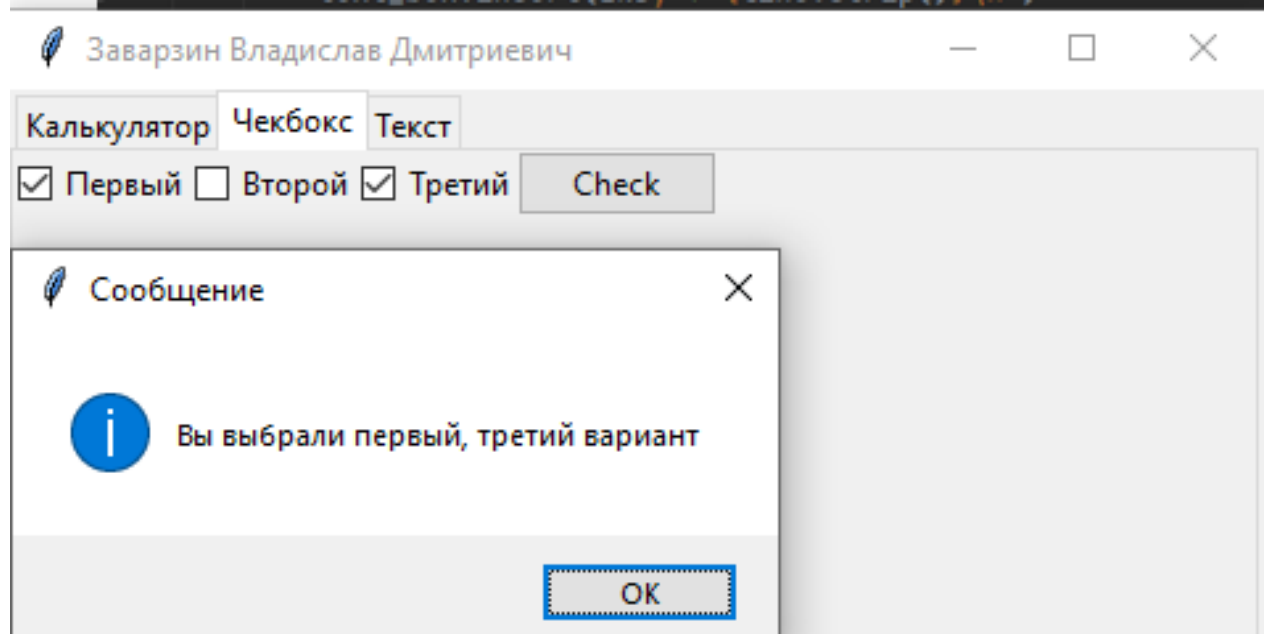 Заварзин Владислав Дмитриевич
Калькулятор Чекбокс Текст
Первый Второй Третий Check
Сообщение
Вы выбрали первый, третий вариант
OK